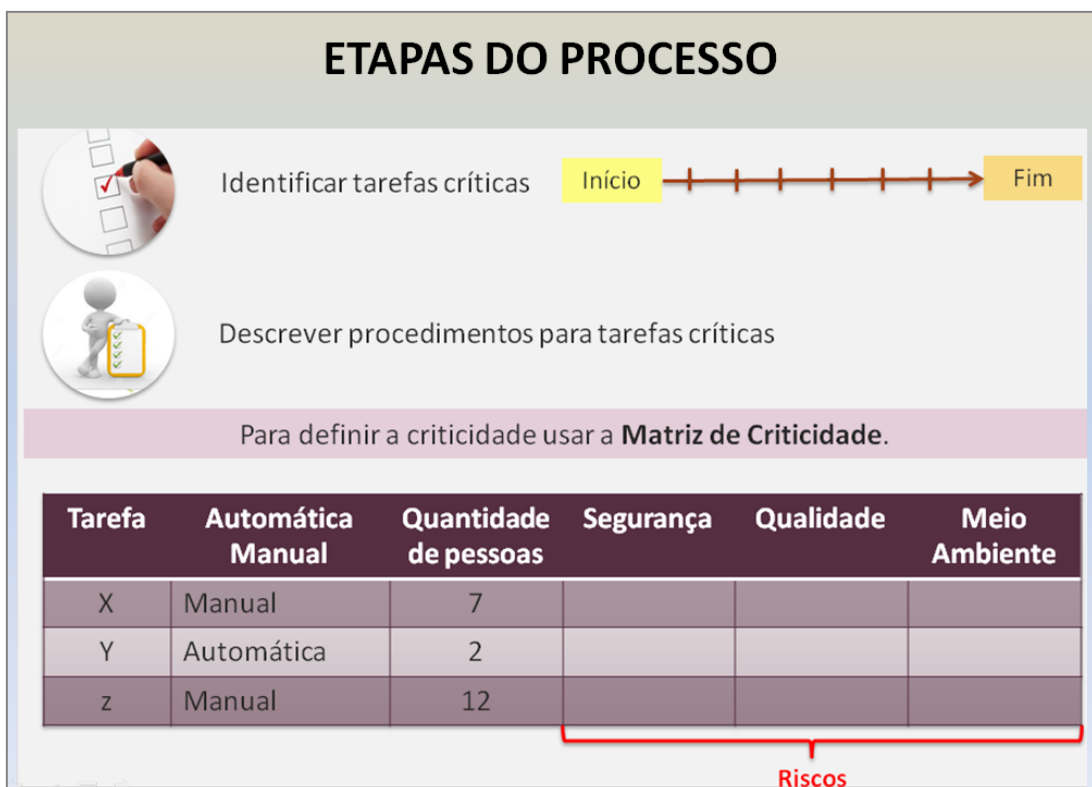 ETAPAS DO PROCESSO
Identificar tarefas críticas
Início
Fim
Descrever procedimentos para tarefas críticas
Para definir a criticidade usar a Matriz de Criticidade.
Tarefa Automática Manual Quantidade de pessoas Segurança Qualidade Meio Ambiente
X Manual 7
Y Automática 2
z Manual 12
Riscos